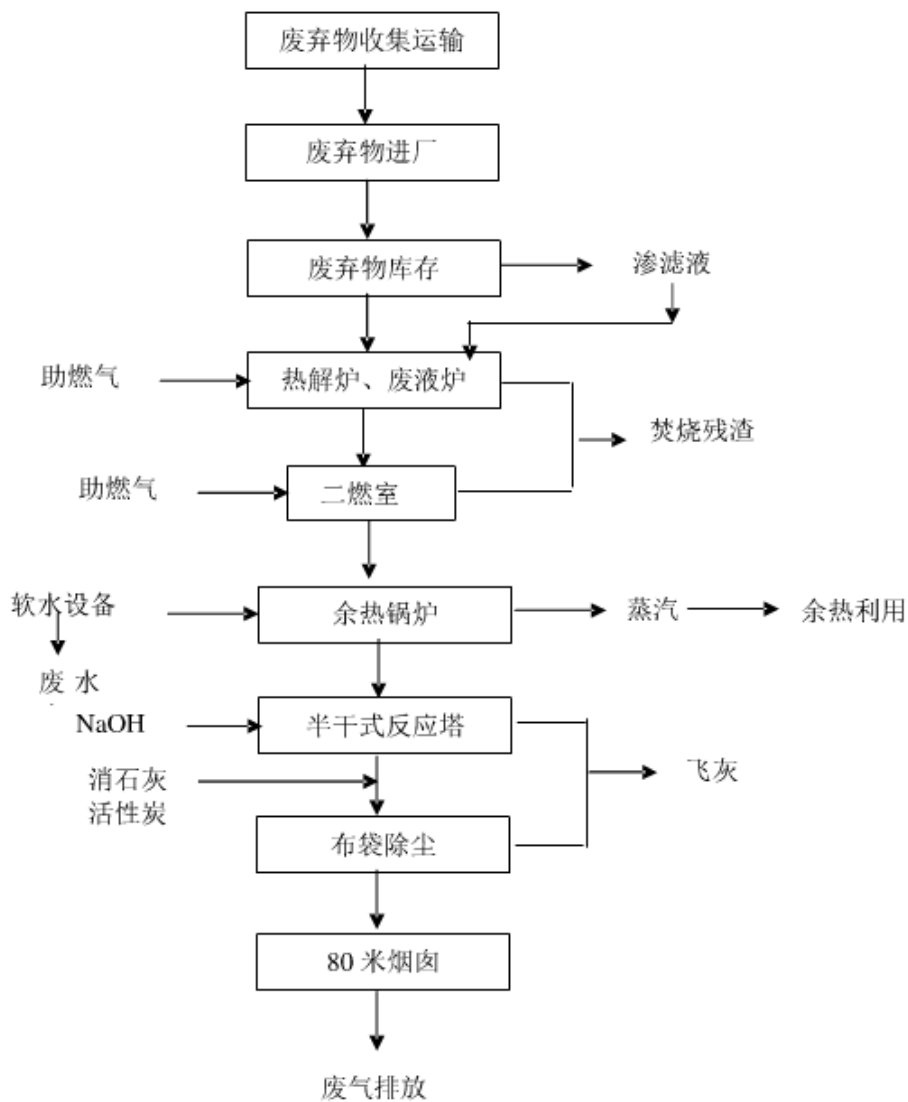 废弃物收集运输
废弃物进厂
废弃物库存
渗滤液
助燃气
热解炉、废液炉
焚烧残渣
助燃气
二燃室
软水设备
余热锅炉
蒸汽
余热利用
废 水
NaOH
半干式反应塔
消石灰
活性炭
飞灰
布袋除尘
80 米烟囱
废气排放